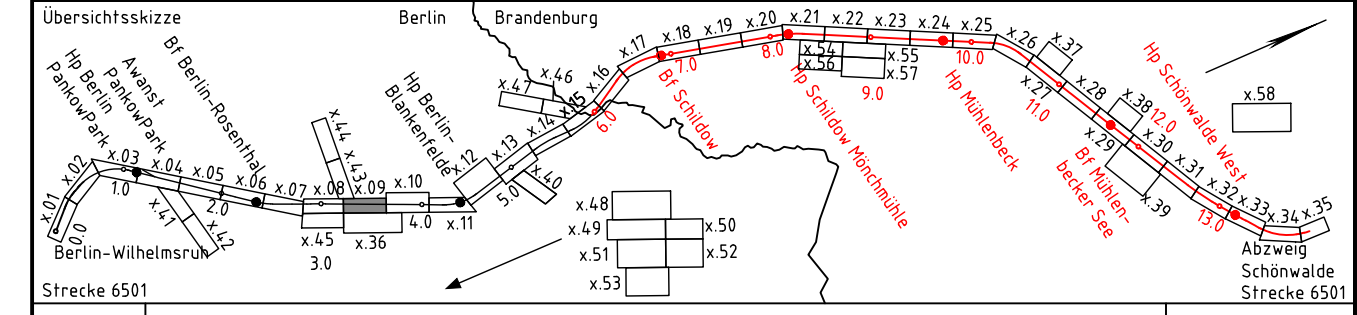 Übersichtsskizze
Berlin
Brandenburg
Hp Berlin
PankowPark
Awanst
PankowPark
Bf Berlin-Rosenthal
Hp Berlin-
Blankenfelde
Bf Schildow
Hp Schildow Mönchmühle
Hp Mühlenbeck
Bf Mühlen-
becker See
Hp Schönwalde West
x.01
x.02
x.03
x.04
x.05
x.06
x.07
x.08
x.09
x.10
x.11
x.12
x.13
x.14
x.15
x.16
x.17
x.18
x.19
x.20
x.21
x.22
x.23
x.24
x.25
x.26
x.27
x.28
x.29
x.30
x.31
x.32
x.33
x.34
x.35
x.36
x.37
x.38
x.39
x.40
x.41
x.42
x.43
x.44
x.45
x.46
x.48
x.49
x.50
x.51
x.52
x.53
x.54
x.55
x.56
x.57
x.58
0.0
1.0
2.0
3.0
4.0
5.0
6.0
7.0
8.0
9.0
10.0
11.0
12.0
13.0
Berlin-Wilhelmsruh
Strecke 6501
Abzweig
Schönwalde
Strecke 6501